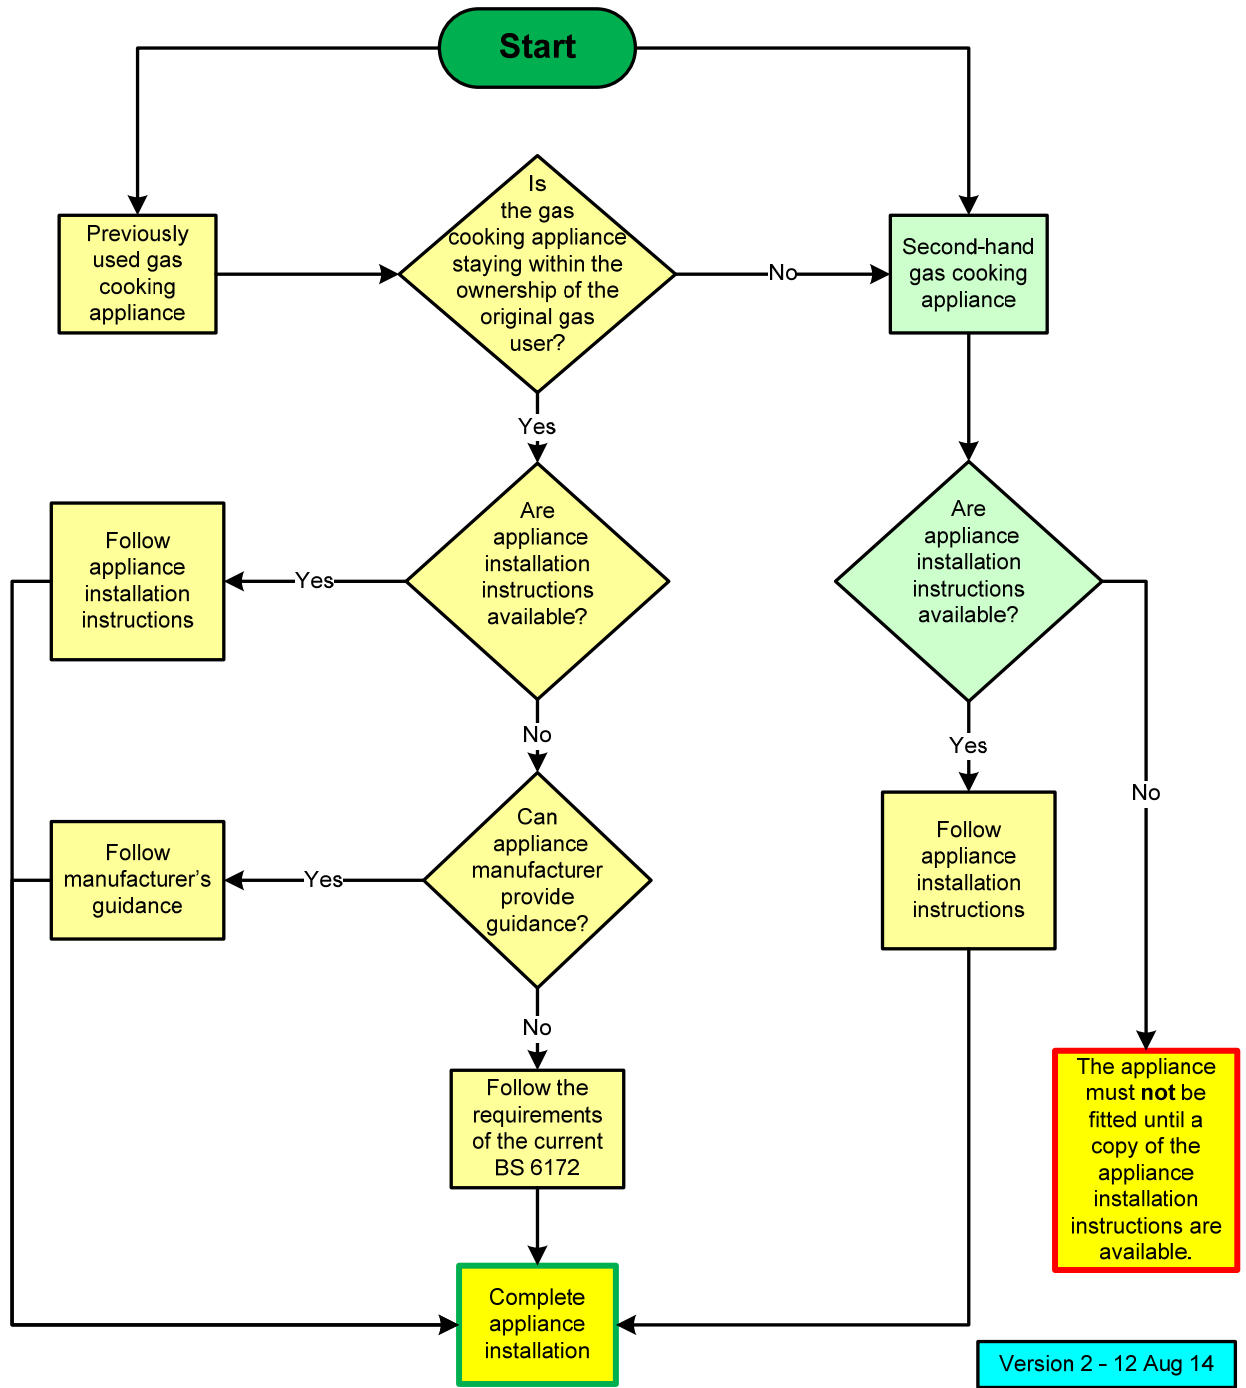 Start
Previously
used gas
cooking
appliance
Is
the gas
cooking appliance
staying within the
ownership of the
original gas
user?
No
Second-hand
gas cooking
appliance
Yes
Are
appliance
installation
instructions
available?
Yes
Follow
appliance
installation
instructions
Are
appliance
installation
instructions
available?
No
Yes
No
Can
appliance
manufacturer
provide
guidance?
Yes
Follow
manufacturer’s
guidance
Follow
appliance
installation
instructions
No
Follow the
requirements
of the current
BS 6172
The appliance
must not be
fitted until a
copy of the
appliance
installation
instructions are
available.
Complete
appliance
installation
Version 2 - 12 Aug 14